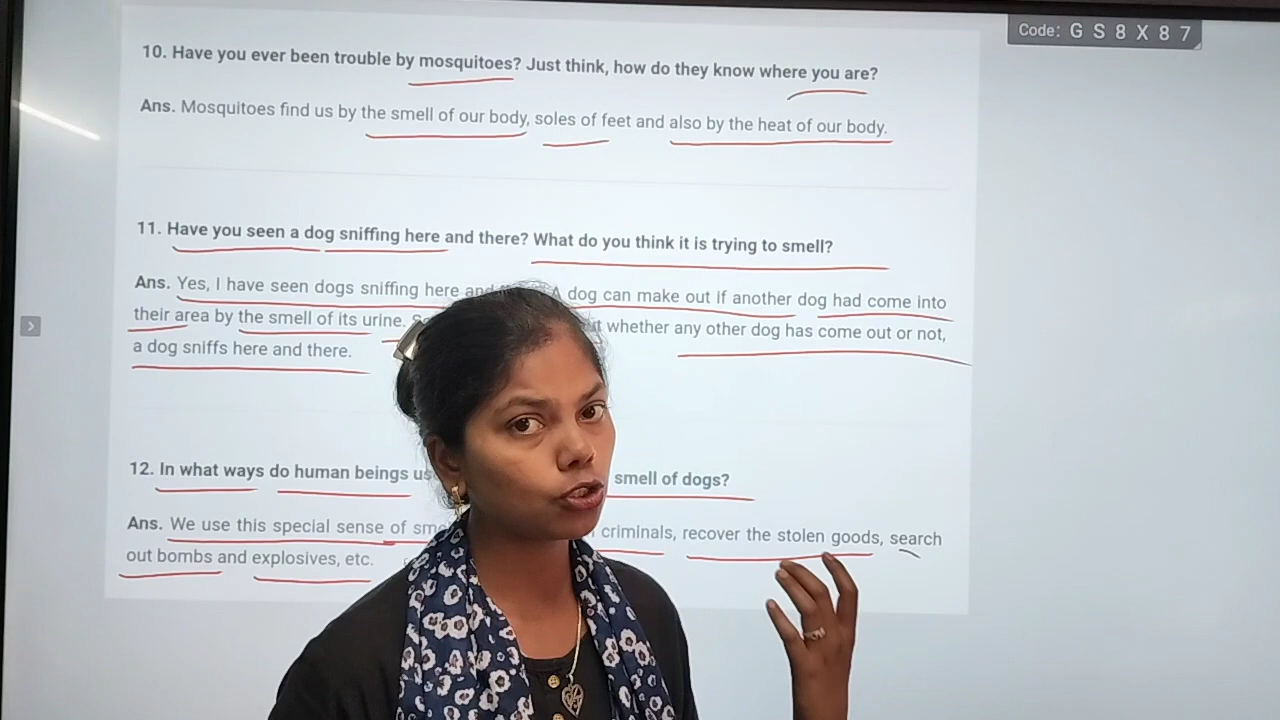 Code: G S 8 X 8 7
10. Have you ever been trouble by mosquitoes? Just think, how do they know where you are?
Ans. Mosquitoes find us by the smell of our body, soles of feet and also by the heat of our body.
11. Have you seen a dog sniffing here and there? What do you think it is trying to smell?
Ans. Yes, I have seen dogs sniffing here and dog can make out if another dog had come into
their area by the smell of its urine. whether any other dog has come out or not,
a dog sniffs here and there.
12. In what ways do human beings smell of dogs?
Ans. We use this special sense of criminals, recover the stolen goods, search
out bombs and explosives, etc.